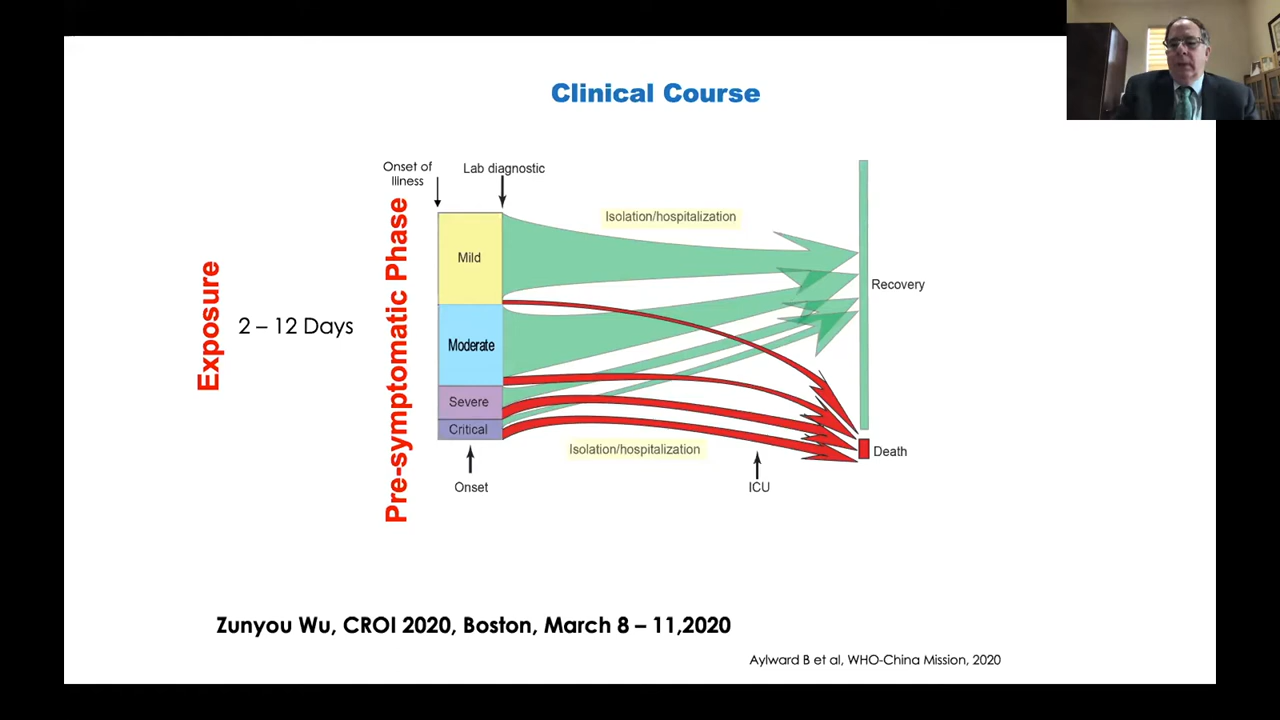 Clinical Course
Onset of
Illness
Lab diagnostic
Isolation/hospitalization
Exposure
2 – 12 Days
Pre-symptomatic Phase
Mild
Moderate
Severe
Critical
Recovery
Death
Isolation/hospitalization
Onset
ICU
Zunyou Wu, CROI 2020, Boston, March 8 – 11,2020
Aylward B et al, WHO-China Mission, 2020